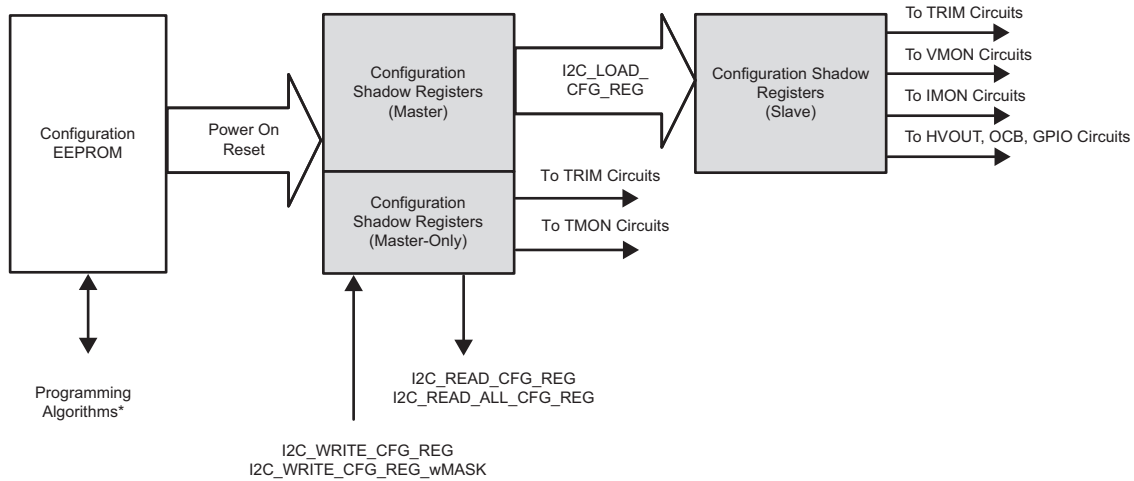 Configuration
EEPROM
Programming
Algorithms*
Power On
Reset
Configuration
Shadow Registers
(Master)
Configuration
Shadow Registers
(Master-Only)
I2C_WRITE_CFG_REG
I2C_WRITE_CFG_REG_wMASK
I2C_READ_CFG_REG
I2C_READ_ALL_CFG_REG
To TRIM Circuits
To TMON Circuits
I2C_LOAD_
CFG_REG
Configuration Shadow
Registers
(Slave)
To TRIM Circuits
To VMON Circuits
To IMON Circuits
To HVOUT, OCB, GPIO Circuits